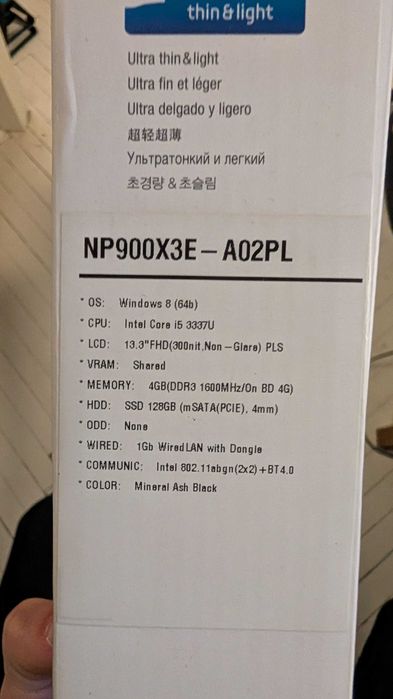 thin&light
Ultra thin&light
Ultra fin et léger
Ultra delgado y ligero
超轻超薄
Ультратонкий и легкий
초경량 & 초슬림
NP900X3E – A02PL
* OS: Windows 8 (64b)
* CPU: Intel Core i5 3337U
* LCD: 13.3"FHD(300nit,Non – Glare) PLS
* VRAM: Shared
* MEMORY: 4GB(DDR3 1600MHz/On BD 4G)
* HDD: SSD 128GB (mSATA(PCIE), 4mm)
* ODD: None
* WIRED: 1Gb WiredLAN with Dongle
* COMMUNIC: Intel 802.11abgn(2x2)+BT4.0
* COLOR: Mineral Ash Black